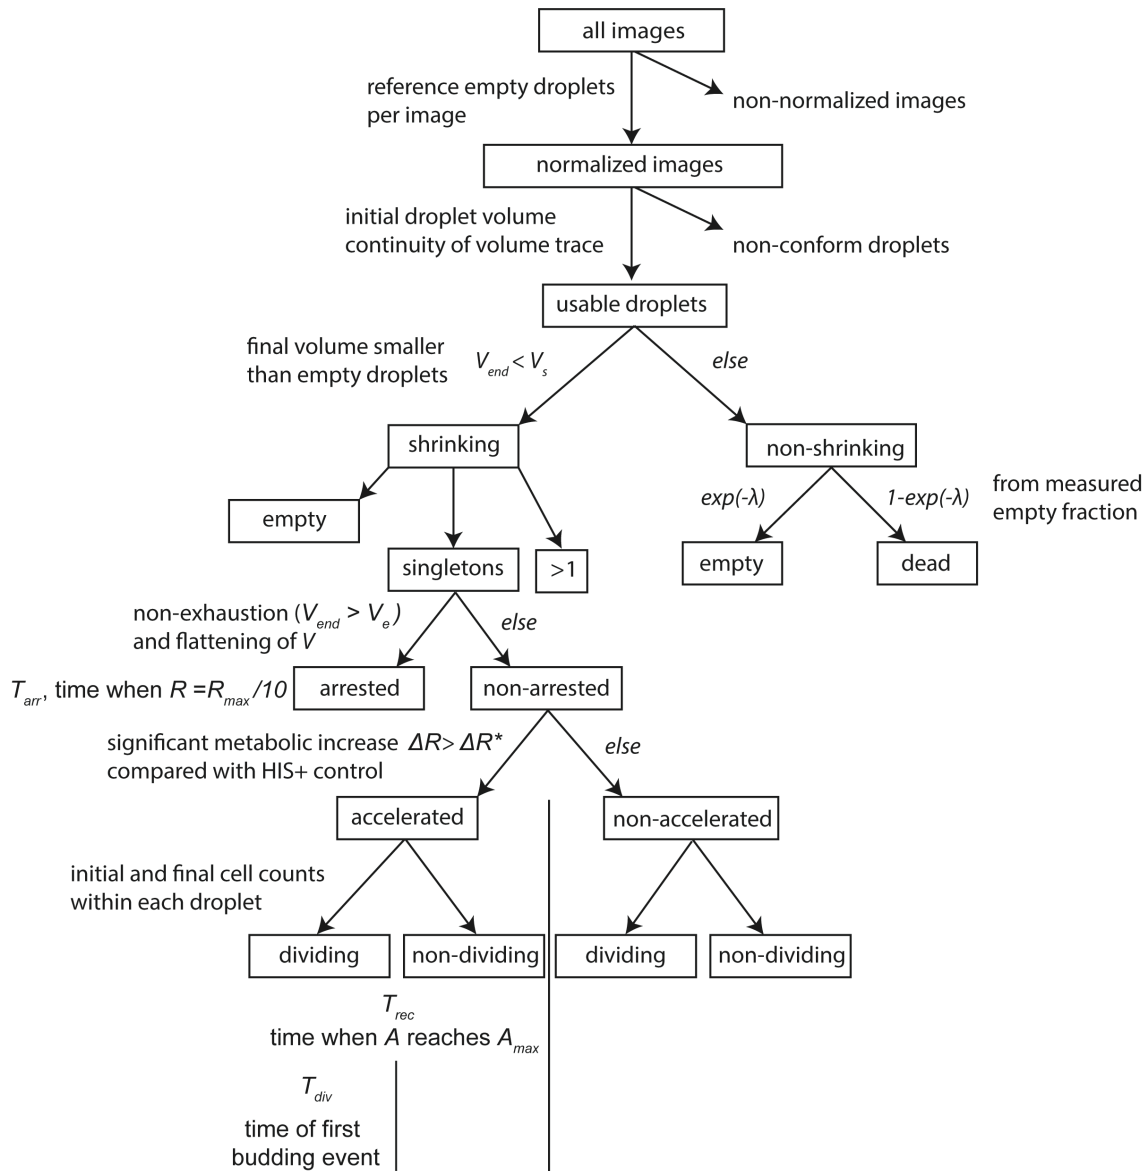 all images
reference empty droplets
per image
non-normalized images
normalized images
initial droplet volume
continuity of volume trace
non-conform droplets
usable droplets
final volume smaller
than empty droplets
V_end < V_s
else
shrinking
non-shrinking
exp(-λ)
1-exp(-λ)
from measured
empty fraction
empty
singletons
>1
empty
dead
non-exhaustion (V_end > V_e)
and flattening of V
else
T_arr, time when R =R_max/10
arrested
non-arrested
significant metabolic increase ΔR> ΔR*
compared with HIS+ control
else
accelerated
non-accelerated
initial and final cell counts
within each droplet
dividing
non-dividing
dividing
non-dividing
T_rec
time when A reaches A_max
T_div
time of first
budding event